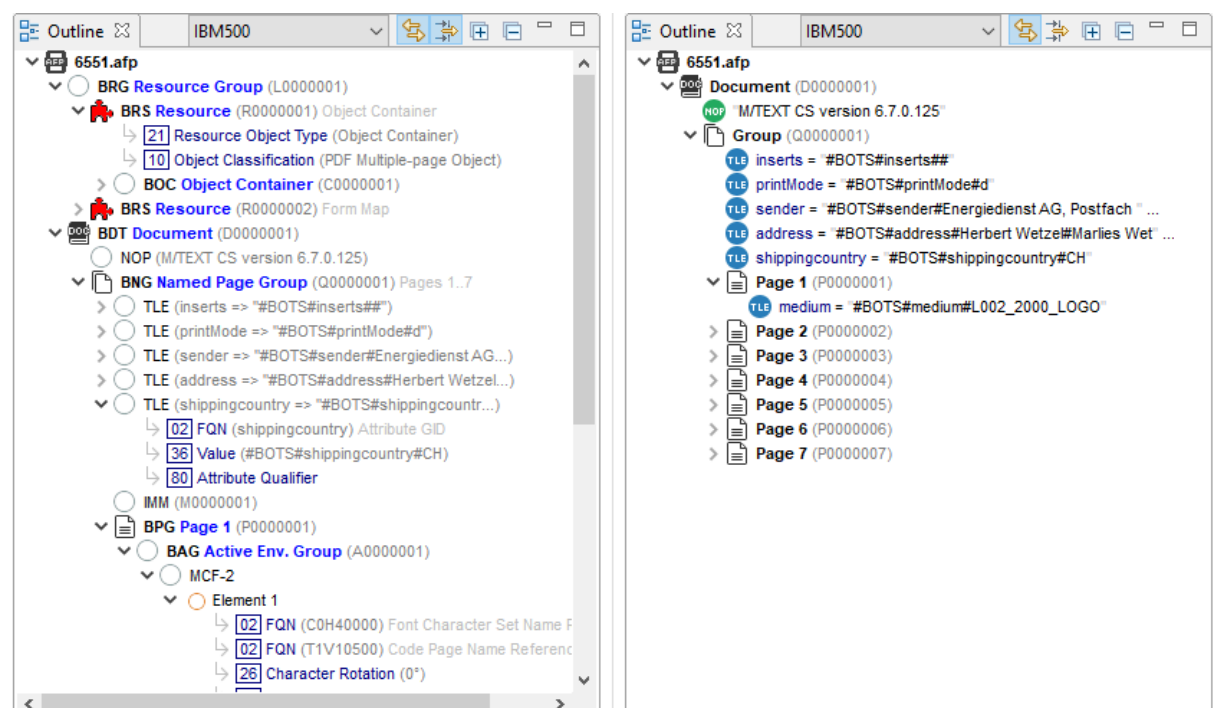 Outline
IBM500
AFP 6551.afp
BRG Resource Group (L0000001)
BRS Resource (R0000001) Object Container
21 Resource Object Type (Object Container)
10 Object Classification (PDF Multiple-page Object)
BOC Object Container (C0000001)
BRS Resource (R0000002) Form Map
DOC BDT Document (D0000001)
NOP (M/TEXT CS version 6.7.0.125)
BNG Named Page Group (Q0000001) Pages 1..7
TLE (inserts => "#BOTS#inserts##")
TLE (printMode => "#BOTS#printMode#d")
TLE (sender => "#BOTS#sender#Energiedienst AG...)
TLE (address => "#BOTS#address#Herbert Wetzel...)
TLE (shippingcountry => "#BOTS#shippingcountr...)
02 FQN (shippingcountry) Attribute GID
36 Value (#BOTS#shippingcountry#CH)
80 Attribute Qualifier
IMM (M0000001)
BPG Page 1 (P0000001)
BAG Active Env. Group (A0000001)
MCF-2
Element 1
02 FQN (C0H40000) Font Character Set Name
02 FQN (T1V10500) Code Page Name Referenc
26 Character Rotation (0°)
Outline
IBM500
AFP 6551.afp
DOC Document (D0000001)
NOP "M/TEXT CS version 6.7.0.125"
Group (Q0000001)
TLE inserts = "#BOTS#inserts##"
TLE printMode = "#BOTS#printMode#d"
TLE sender = "#BOTS#sender#Energiedienst AG, Postfach " ...
TLE address = "#BOTS#address#Herbert Wetzel#Marlies Wet" ...
TLE shippingcountry = "#BOTS#shippingcountry#CH"
Page 1 (P0000001)
TLE medium = "#BOTS#medium#L002_2000_LOGO"
Page 2 (P0000002)
Page 3 (P0000003)
Page 4 (P0000004)
Page 5 (P0000005)
Page 6 (P0000006)
Page 7 (P0000007)